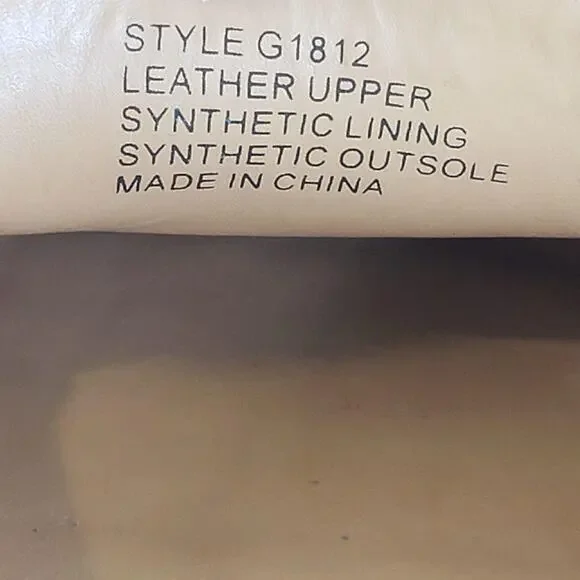 STYLE G1812
LEATHER UPPER
SYNTHETIC LINING
SYNTHETIC OUTSOLE
MADE IN CHINA